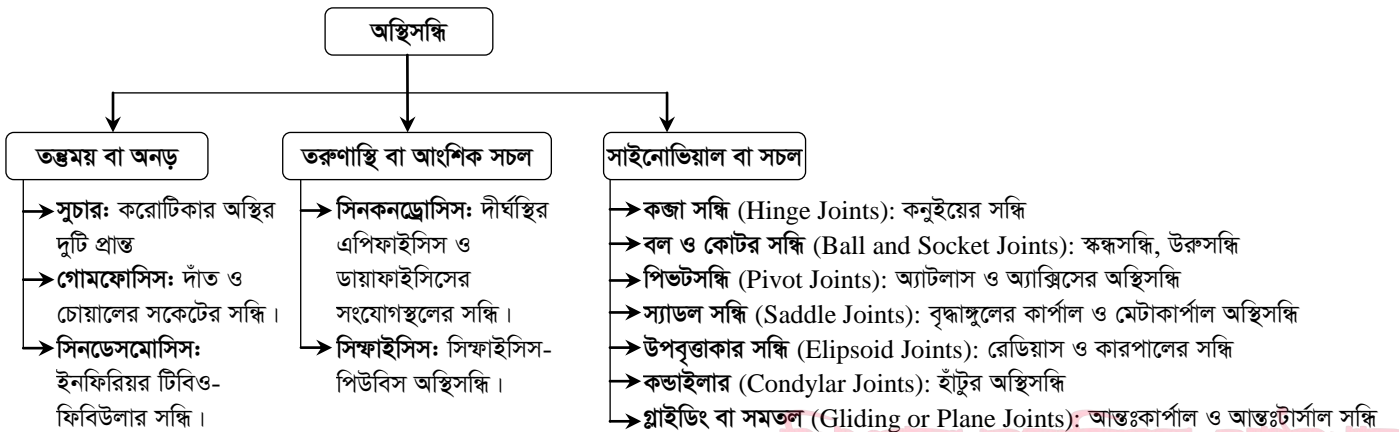 অস্থিসন্ধি
তন্তুময় বা অনড়
সুচার: করোটিকার অস্থির
দুটি প্রান্ত
গোমফোসিস: দাঁত ও
চোয়ালের সকেটের সন্ধি।
সিনডেসমোসিস:
ইনফিরিয়র টিবিও-
ফিবিউলার সন্ধি।
তরুণাস্থি বা আংশিক সচল
সিনকনড্রোসিস: দীর্ঘস্থির
এপিফাইসিস ও
ডায়াফাইসিসের
সংযোগস্থলের সন্ধি।
সিম্ফাইসিস: সিম্ফাইসিস-
পিউবিস অস্থিসন্ধি।
সাইনোভিয়াল বা সচল
কব্জা সন্ধি (Hinge Joints): কনুইয়ের সন্ধি
বল ও কোটর সন্ধি (Ball and Socket Joints): স্কন্ধসন্ধি, উরুসন্ধি
পিভটসন্ধি (Pivot Joints): অ্যাটলাস ও অ্যাক্সিসের অস্থিসন্ধি
স্যাডল সন্ধি (Saddle Joints): বৃদ্ধাঙ্গুলের কার্পাল ও মেটাকার্পাল অস্থিসন্ধি
উপবৃত্তাকার সন্ধি (Elipsoid Joints): রেডিয়াস ও কারপালের সন্ধি
কন্ডাইলার (Condylar Joints): হাঁটুর অস্থিসন্ধি
গ্লাইডিং বা সমতল (Gliding or Plane Joints): আন্তঃকার্পাল ও আন্তঃটার্সাল সন্ধি